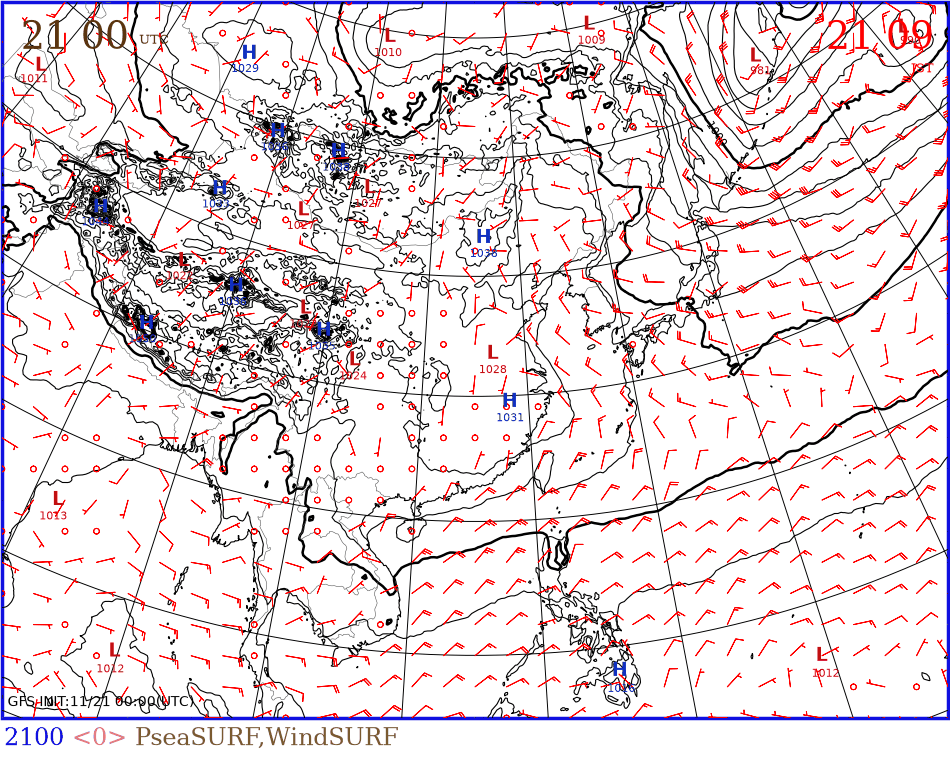 21 00 UTC
21 09
L 1010
L 1009
H 1029
L 1011
L 981
H
H
H
L 1027
L 1027
H
H 1038
H
L
H
L
H
L 1024
L 1028
H 1031
L 1013
L 1012
L 1012
H
GFS INIT:11/21 00:00(UTC)
2100 <0> PseaSURF,WindSURF